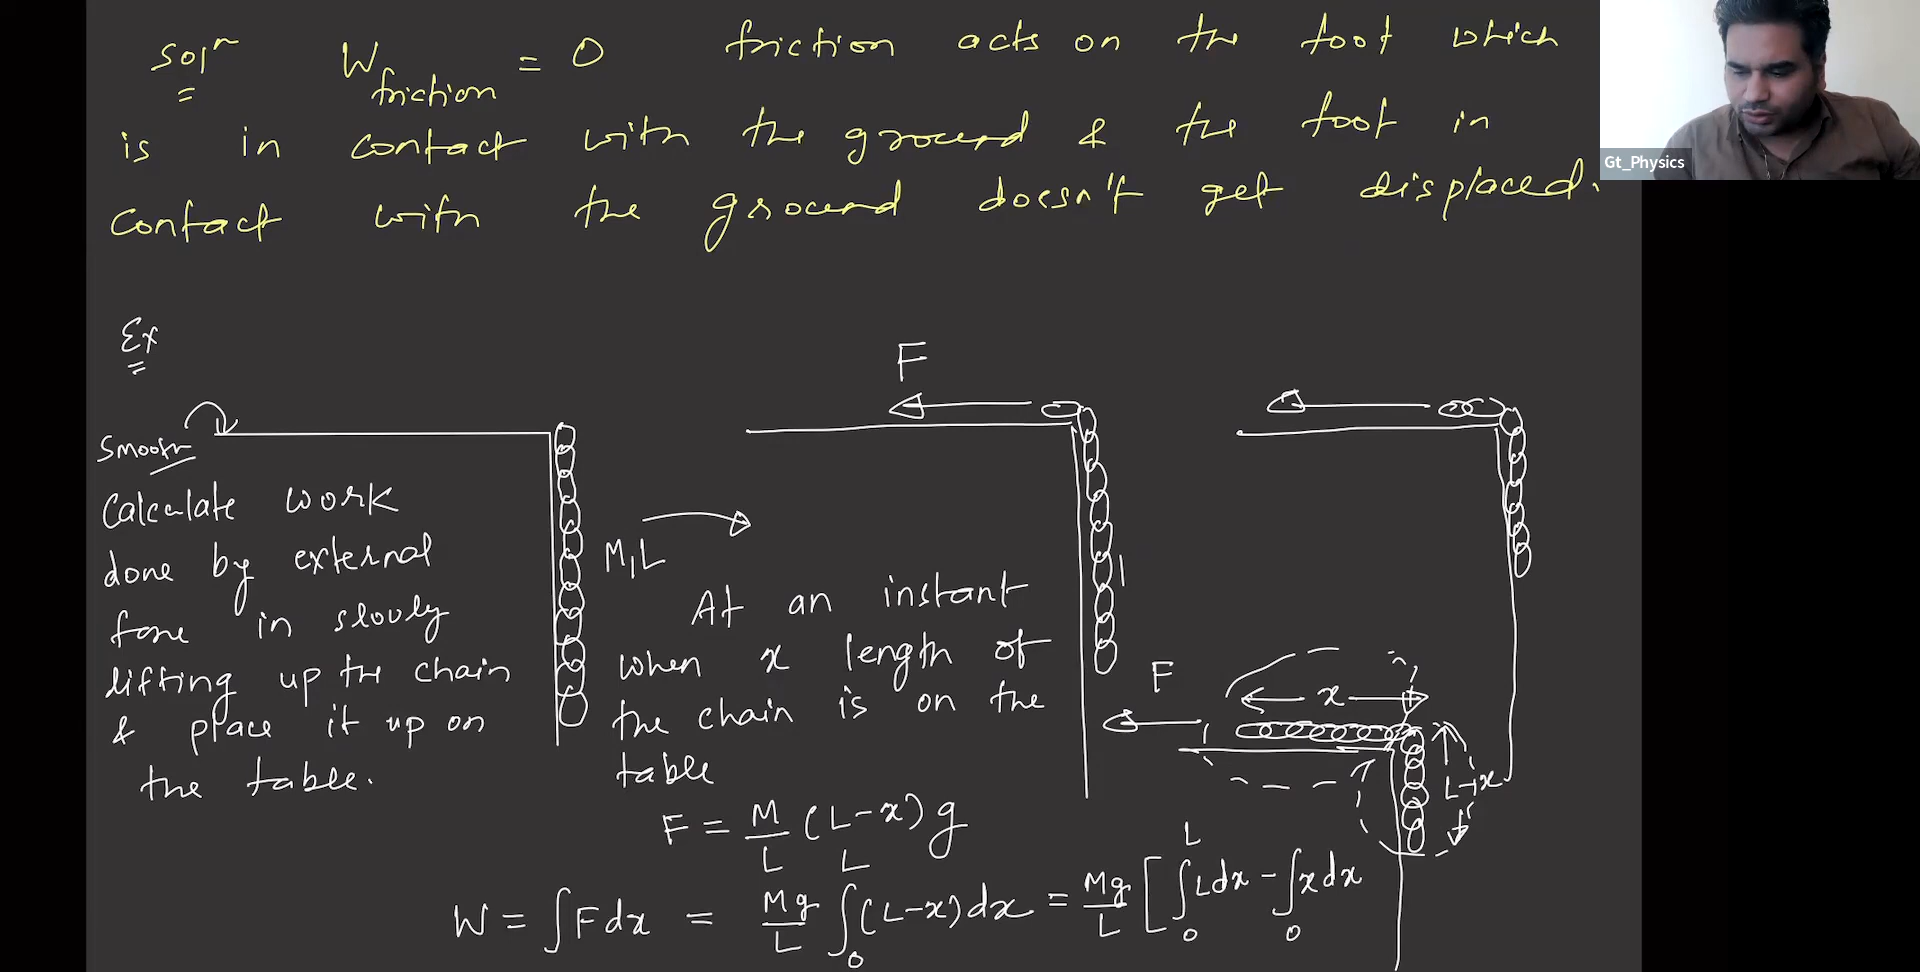 Solⁿ W_friction = 0 friction acts on the foot which
is in contact with the ground & the foot in
contact with the ground doesn't get displaced.
Gt_Physics
Ex
Smooth
Calculate work
done by external
force in slowly
lifting up the chain
& place it up on
the table.
M, L
F
At an instant
when x length of
the chain is on the
table
F
x
L-x
F = M/L (L-x) g
W = ∫F dx = Mg/L ∫₀ᴸ (L-x) dx = Mg/L [∫₀ᴸ L dx - ∫₀ x dx